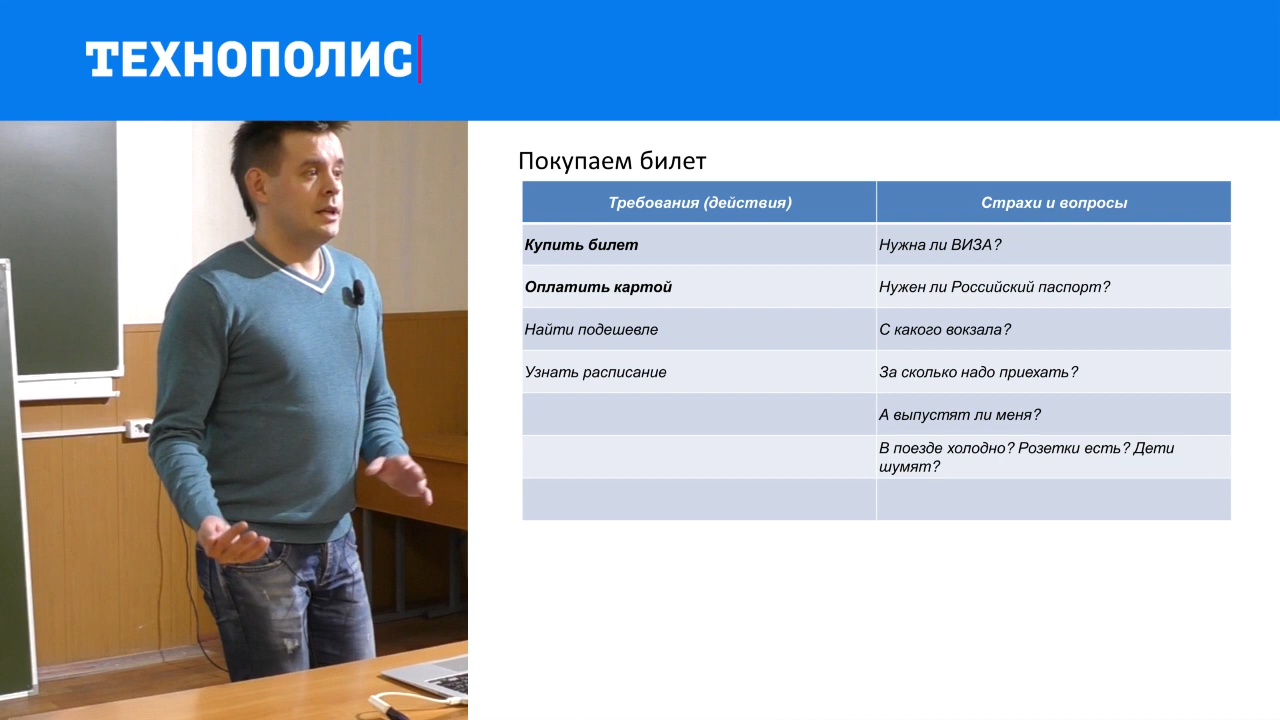 ТЕХНОПОЛИС
Покупаем билет
Требования (действия) Страхи и вопросы
Купить билет Нужна ли ВИЗА?
Оплатить картой Нужен ли Российский паспорт?
Найти подешевле С какого вокзала?
Узнать расписание За сколько надо приехать?
А выпустят ли меня?
В поезде холодно? Розетки есть? Дети
шумят?